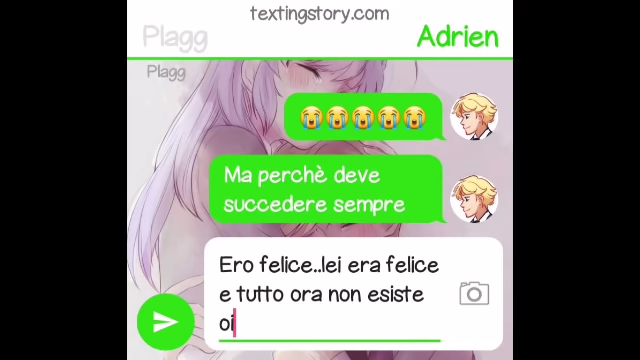 textingstory.com
Plagg
Adrien
Plagg
😭😭😭😭😭
Ma perchè deve
succedere sempre
Ero felice..lei era felice
e tutto ora non esiste
oi